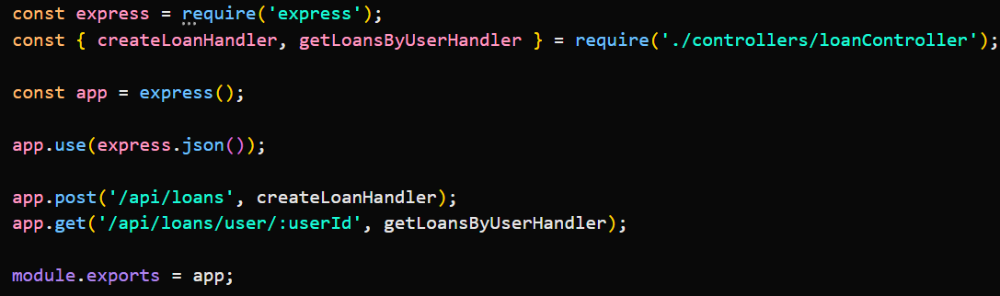 const express = require('express');
const { createLoanHandler, getLoansByUserHandler } = require('./controllers/loanController');
const app = express();
app.use(express.json());
app.post('/api/loans', createLoanHandler);
app.get('/api/loans/user/:userId', getLoansByUserHandler);
module.exports = app;